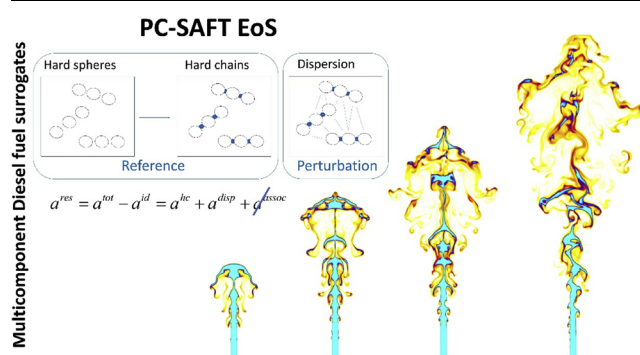 PC-SAFT EoS
Multicomponent Diesel fuel surrogates
Hard spheres
Hard chains
Dispersion
Reference
Perturbation
a^res = a^tot − a^id = a^hc + a^disp + a^assoc